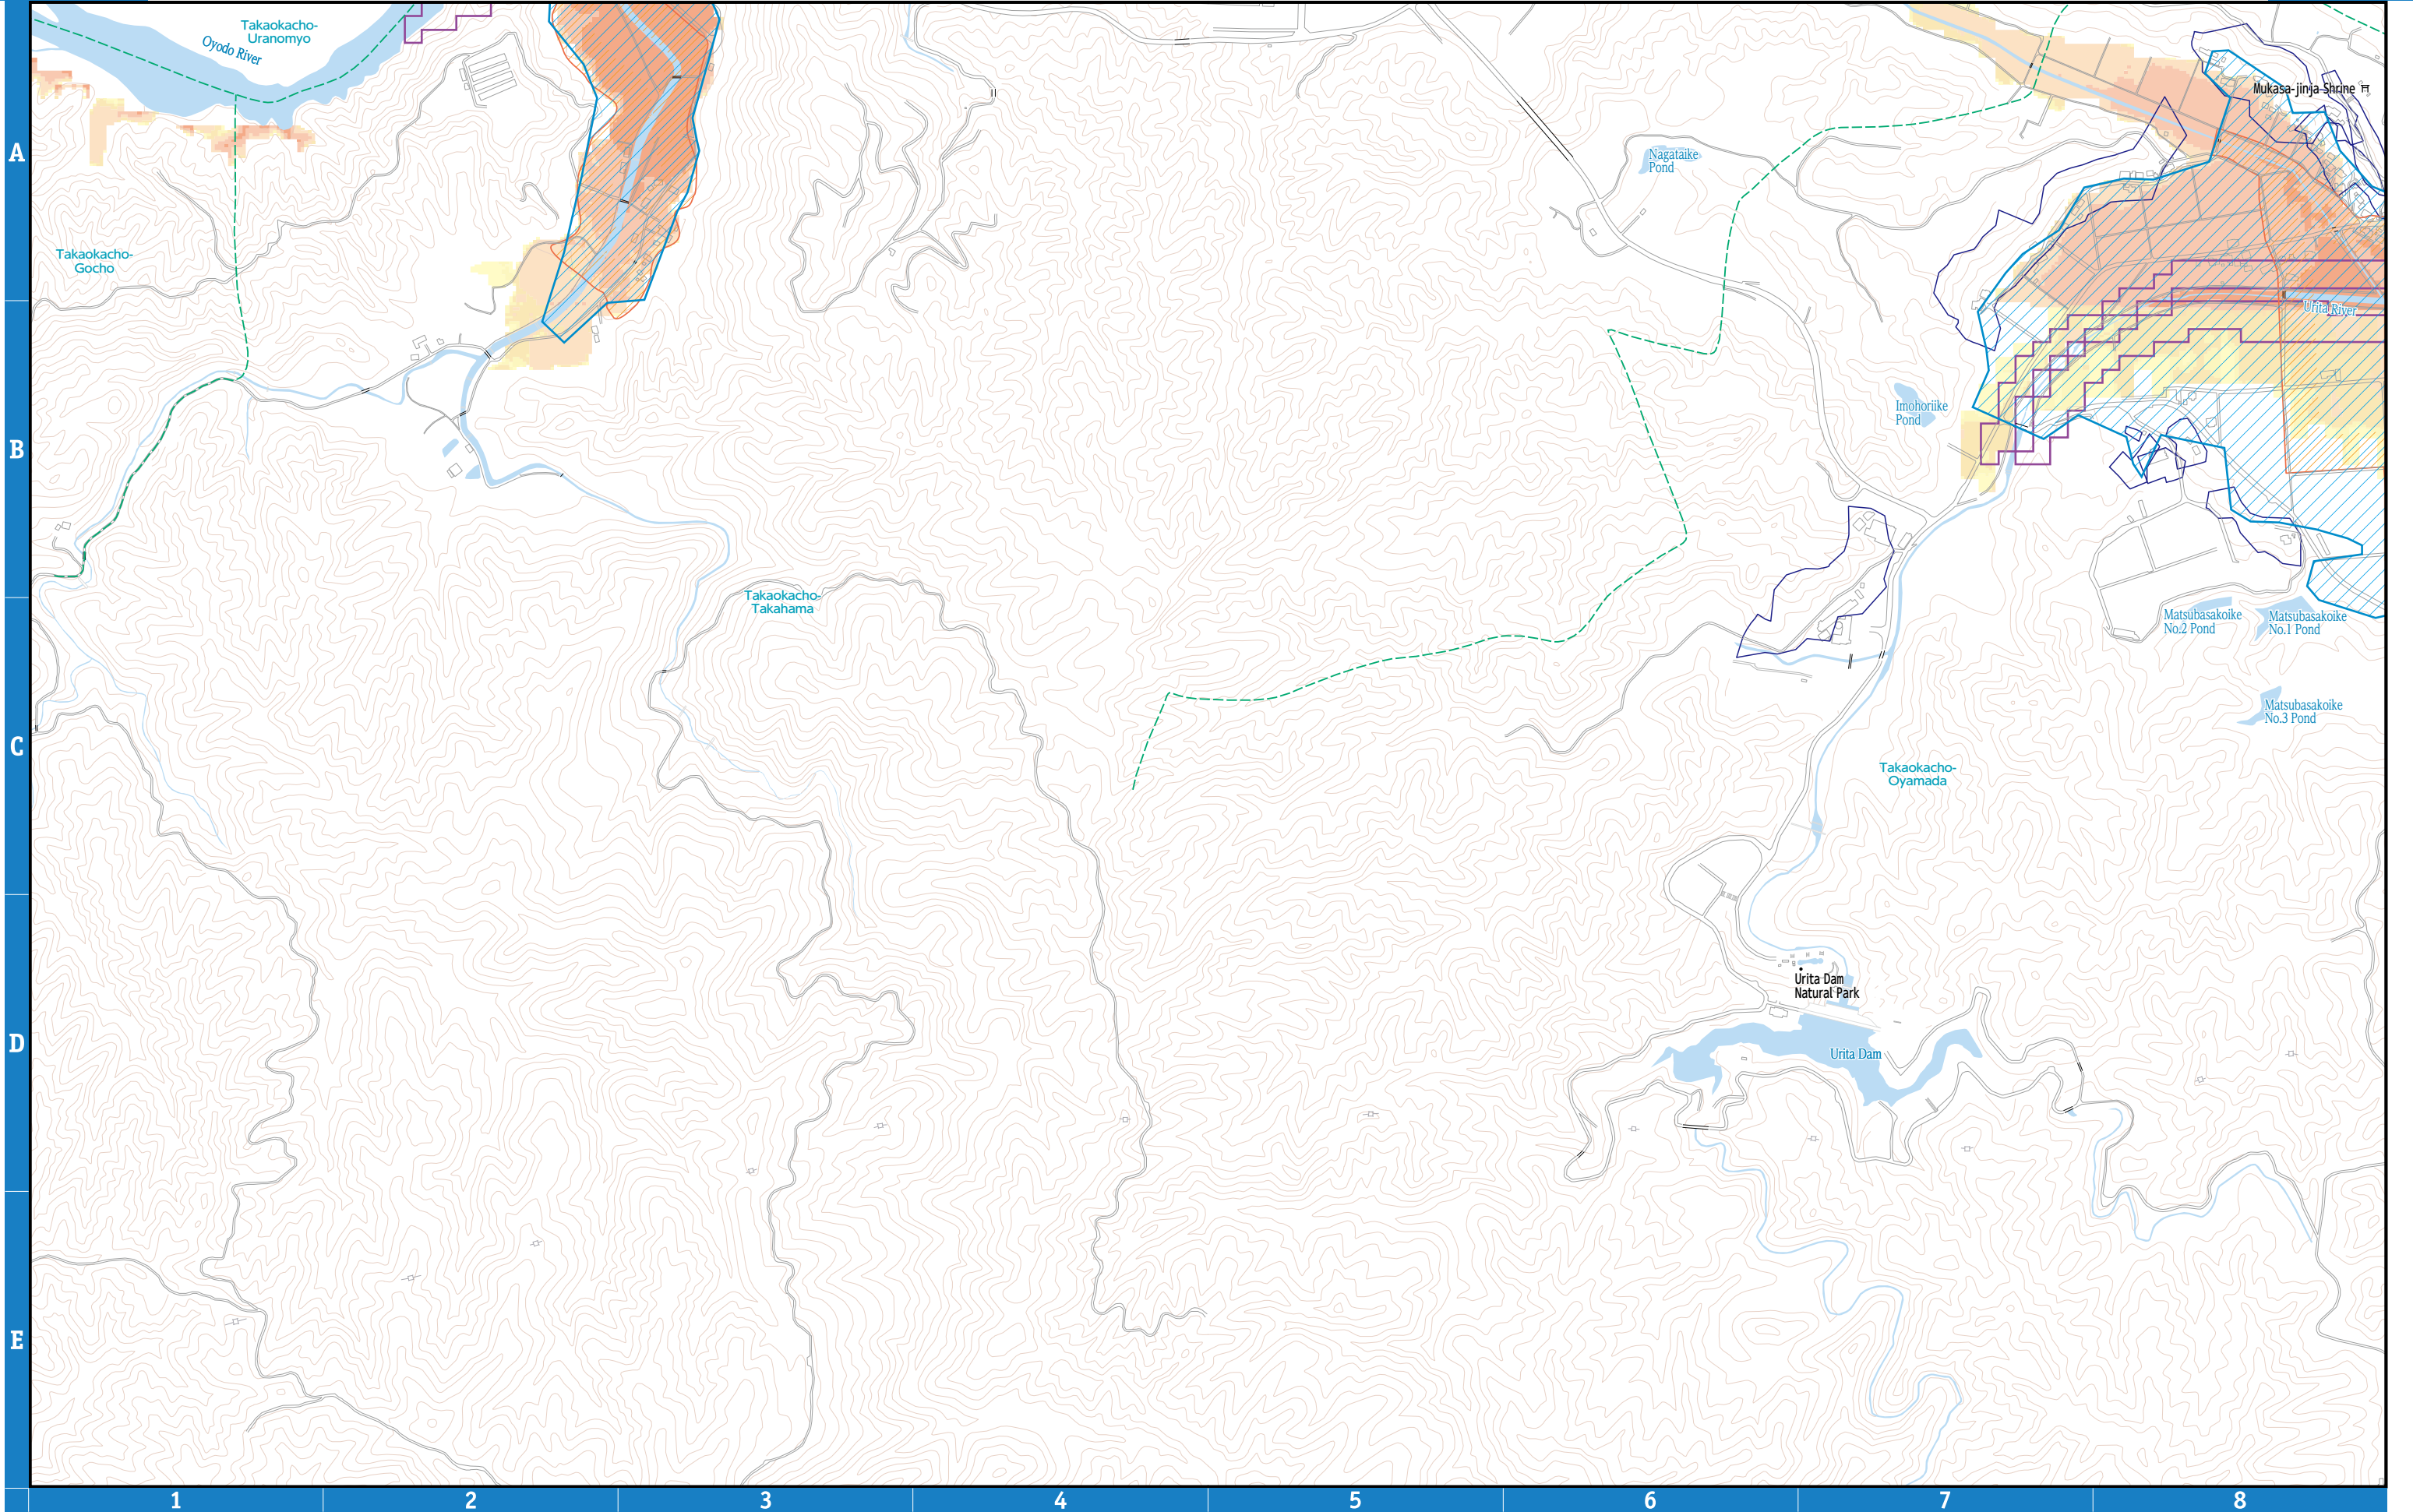 Takaokacho-
Uranomyo
Oyodo River
Mukasa-jinja Shrine
A
Nagataike
Pond
Takaokacho-
Gocho
Urita River
Imohoriike
Pond
B
Takaokacho-
Takahama
Matsubasakoike
No.2 Pond
Matsubasakoike
No.1 Pond
Matsubasakoike
No.3 Pond
C
Takaokacho-
Oyamada
Urita Dam
Natural Park
D
Urita Dam
E
1 2 3 4 5 6 7 8